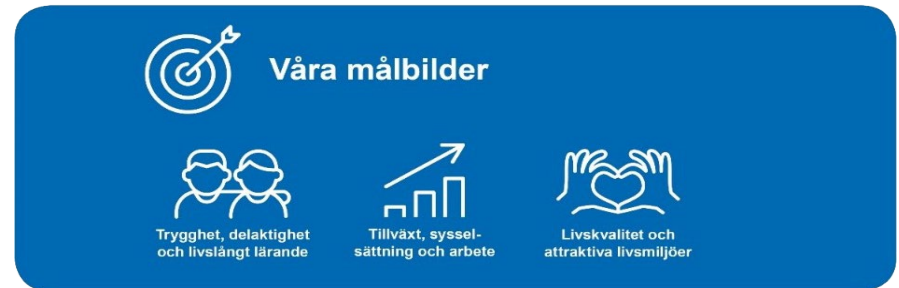 Våra målbilder
Trygghet, delaktighet
och livslångt lärande
Tillväxt, syssel-
sättning och arbete
Livskvalitet och
attraktiva livsmiljöer